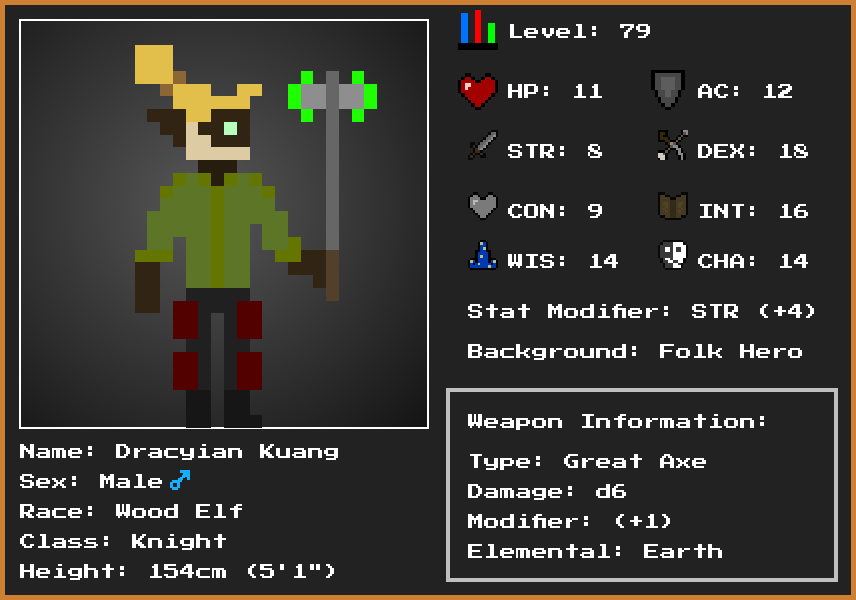 Level: 79
HP: 11 AC: 12
STR: 8 DEX: 18
CON: 9 INT: 16
WIS: 14 CHA: 14
Stat Modifier: STR (+4)
Background: Folk Hero
Weapon Information:
Type: Great Axe
Damage: d6
Modifier: (+1)
Elemental: Earth
Name: Dracyian Kuang
Sex: Male♂
Race: Wood Elf
Class: Knight
Height: 154cm (5'1")